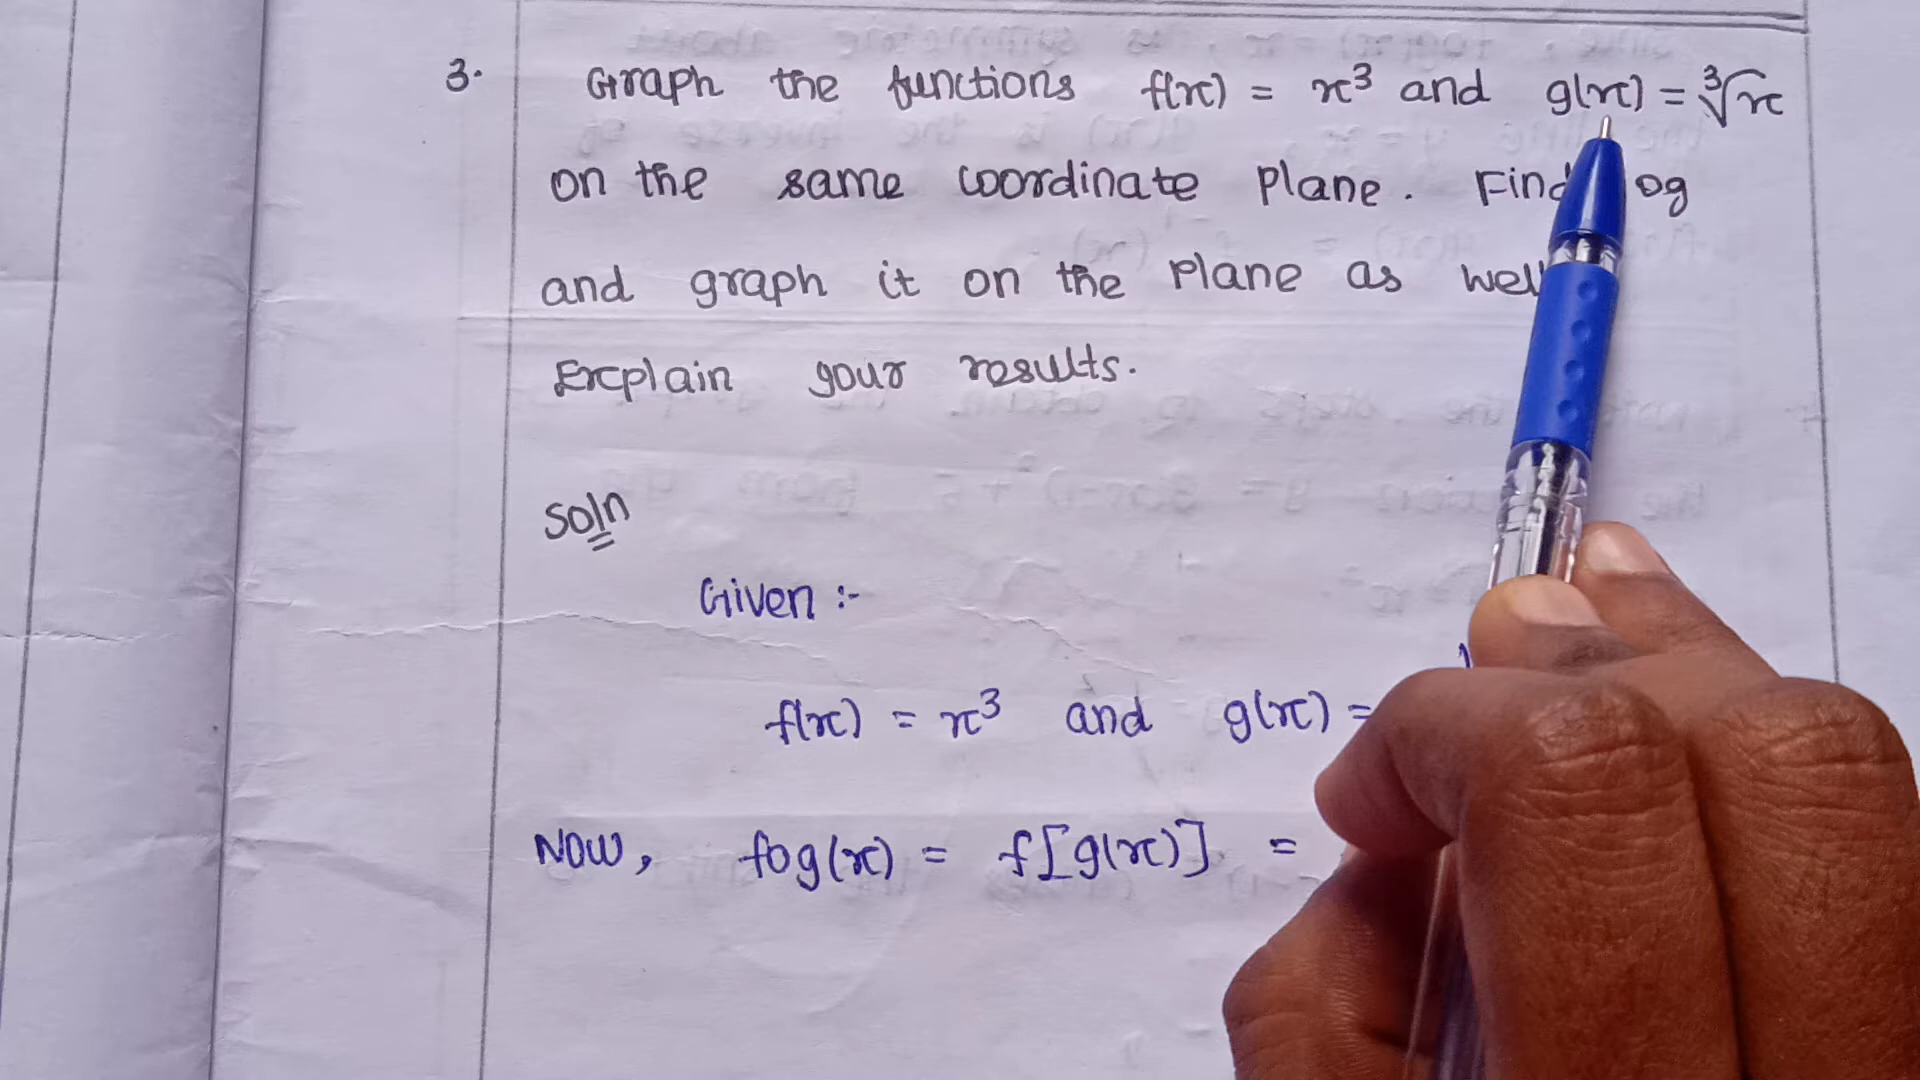 3. Graph the functions f(x) = x³ and g(x) = ∛x
on the same coordinate plane. Find og
and graph it on the plane as wel
Explain your results.
Soln
Given :-
f(x) = x³ and g(x) =
Now, fog(x) = f[g(x)] =